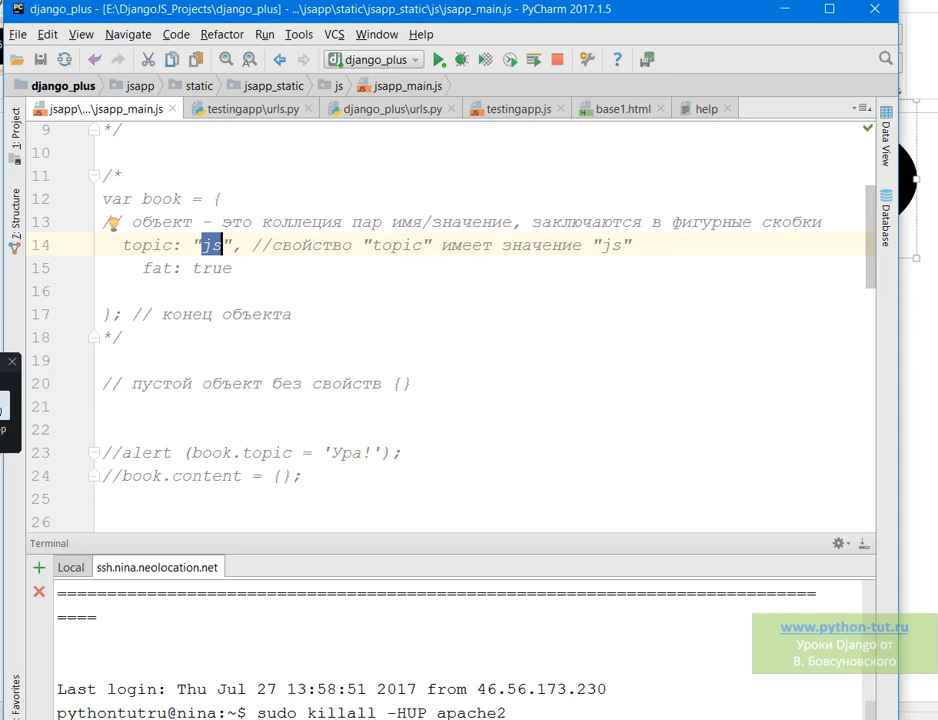 django_plus - [E:\DjangoJS_Projects\django_plus] - ...\jsapp\static\jsapp_static\js\jsapp_main.js - PyCharm 2017.1.5
File Edit View Navigate Code Refactor Run Tools VCS Window Help
django_plus
django_plus jsapp static jsapp_static js jsapp_main.js
jsapp\...\jsapp_main.js testingapp\urls.py django_plus\urls.py testingapp.js base1.html help
1: Project
Z: Structure
Favorites
Data View
Database
9 */
10
11 /*
12 var book = {
13 // объект - это коллеция пар имя/значение, заключаются в фигурные скобки
14 topic: "js", //свойство "topic" имеет значение "js"
15 fat: true
16
17 ); // конец объекта
18 */
19
20 // пустой объект без свойств {}
21
22
23 //alert (book.topic = 'Ура!');
24 //book.content = {};
25
26
Terminal
Local ssh.nina.neolocation.net
============================================================================
====
Last login: Thu Jul 27 13:58:51 2017 from 46.56.173.230
pythontutru@nina:~$ sudo killall -HUP apache2
www.python-tut.ru
Уроки Django от
В. Бовсуновского